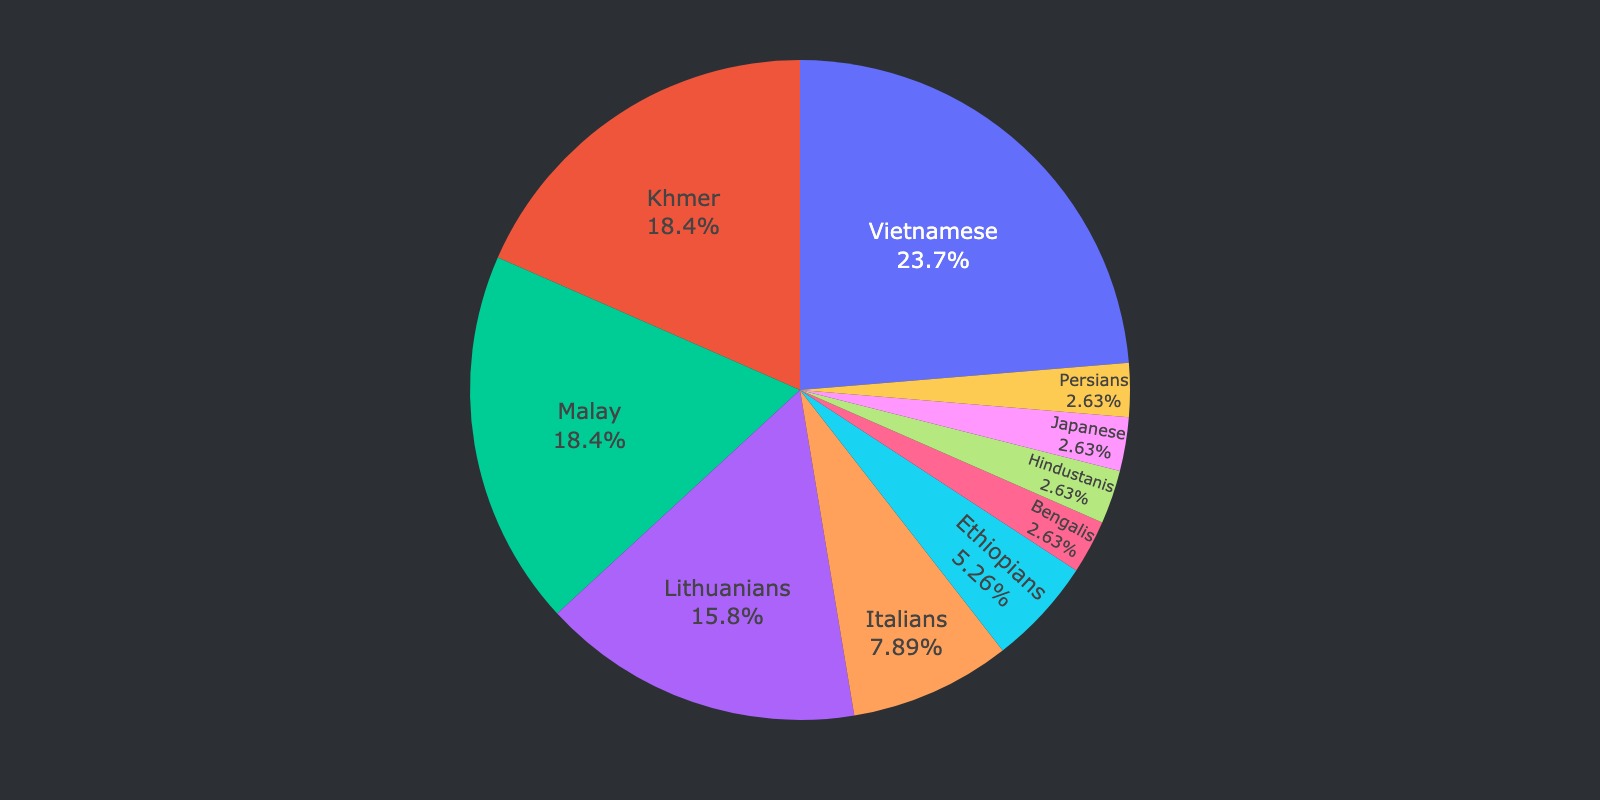 Khmer
18.4%
Vietnamese
23.7%
Persians
2.63%
Japanese
2.63%
Hindustanis
2.63%
Bengalis
2.63%
Ethiopians
5.26%
Italians
7.89%
Lithuanians
15.8%
Malay
18.4%